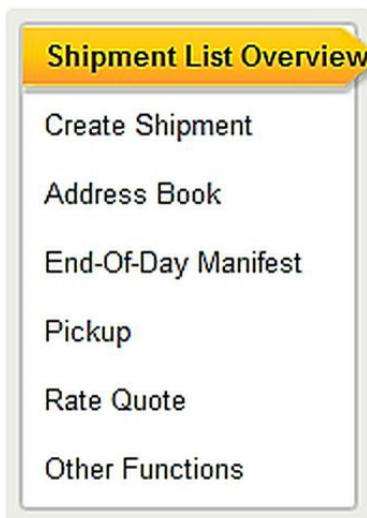 Shipment List Overview
Create Shipment
Address Book
End-Of-Day Manifest
Pickup
Rate Quote
Other Functions